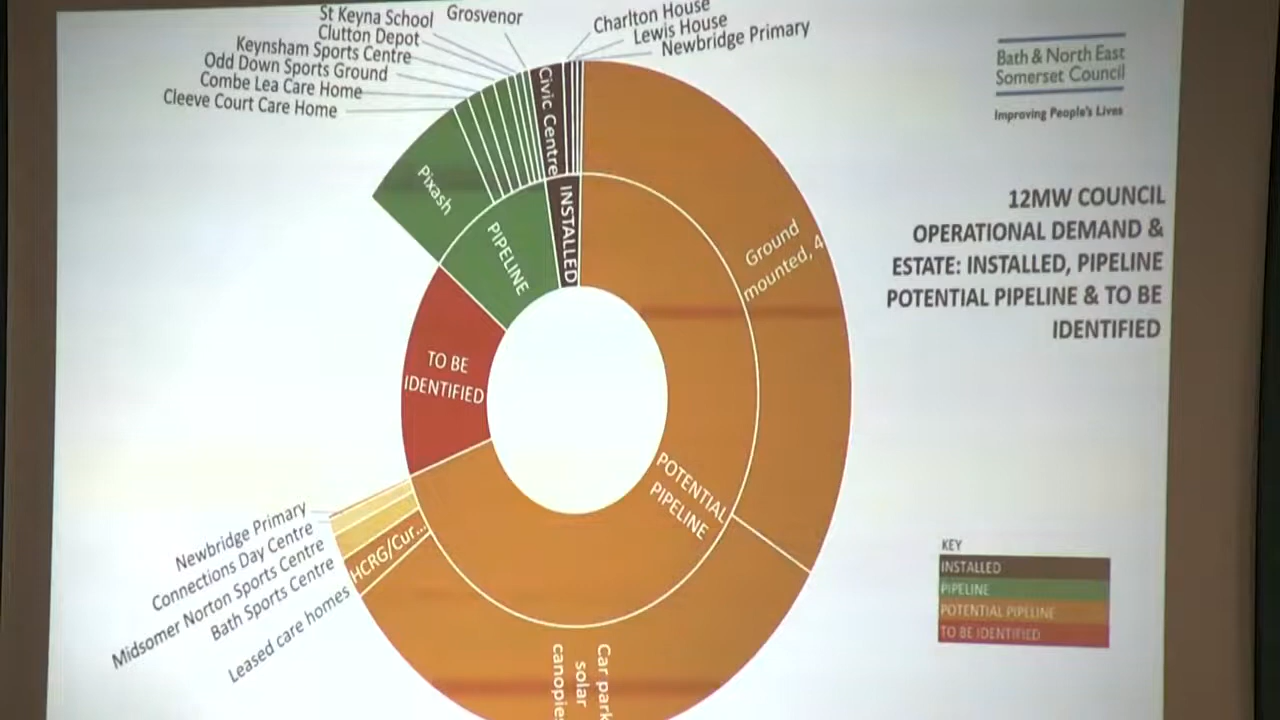 St Keyna School
Grosvenor
Clutton Depot
Keynsham Sports Centre
Odd Down Sports Ground
Combe Lea Care Home
Cleeve Court Care Home
Charlton House
Lewis House
Newbridge Primary
Bath & North East
Somerset Council
Improving People's Lives
12MW COUNCIL
OPERATIONAL DEMAND &
ESTATE: INSTALLED, PIPELINE
POTENTIAL PIPELINE & TO BE
IDENTIFIED
Civic Centre
INSTALLED
Pixash
PIPELINE
Ground
mounted, 4
TO BE
IDENTIFIED
POTENTIAL
PIPELINE
HCRG/Cur...
Newbridge Primary
Connections Day Centre
Midsomer Norton Sports Centre
Bath Sports Centre
Leased care homes
Car park
solar
canopies
KEY
INSTALLED
PIPELINE
POTENTIAL PIPELINE
TO BE IDENTIFIED